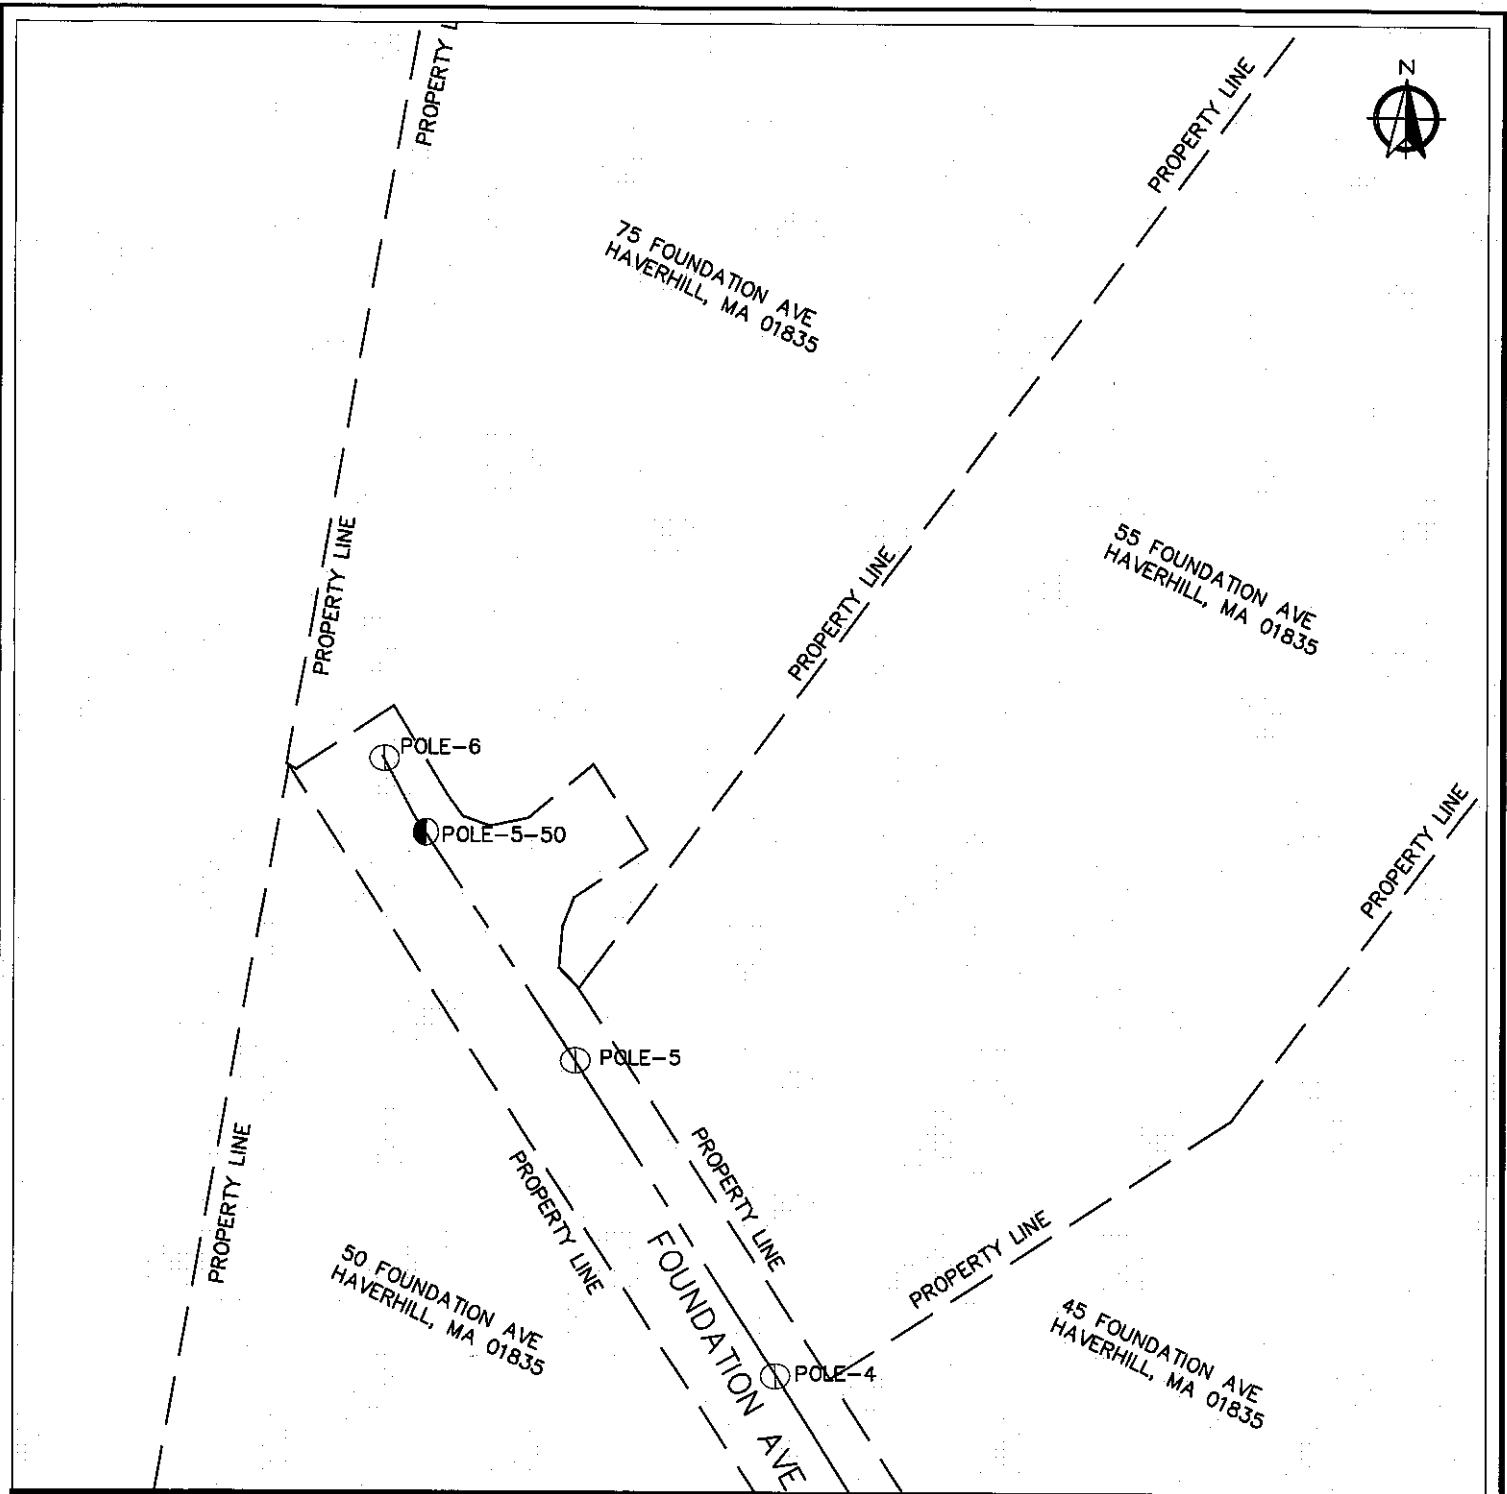 PROPERTY L
PROPERTY LINE
N
75 FOUNDATION AVE
HAVERHILL, MA 01835
PROPERTY LINE
PROPERTY LINE
55 FOUNDATION AVE
HAVERHILL, MA 01835
POLE-6
POLE-5-50
PROPERTY LINE
POLE-5
PROPERTY LINE
PROPERTY LINE
PROPERTY LINE
PROPERTY LINE
50 FOUNDATION AVE
HAVERHILL, MA 01835
FOUNDATION AVE
POLE-4
45 FOUNDATION AVE
HAVERHILL, MA 01835